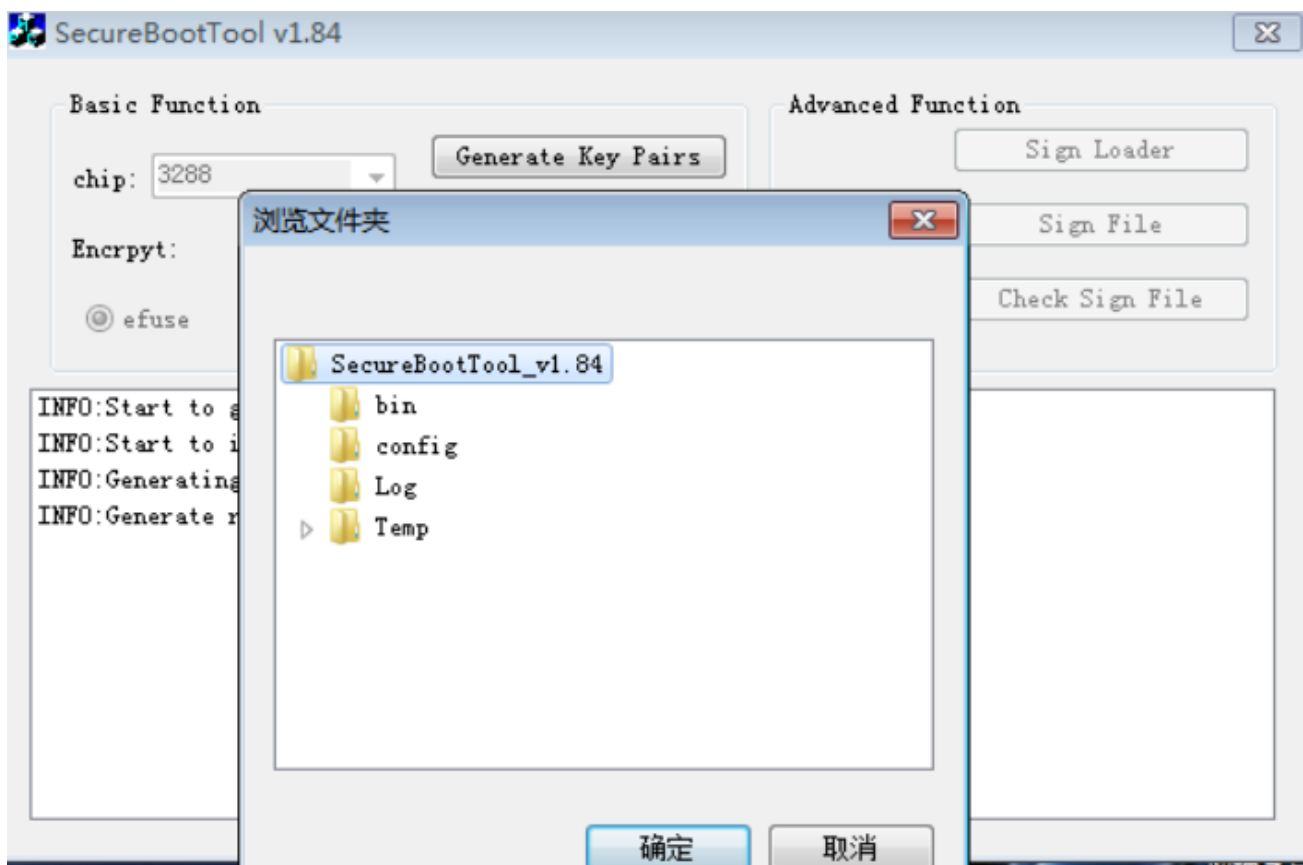 SecureBootTool v1.84
Basic Function
Advanced Function
chip: 3288
Generate Key Pairs
Sign Loader
Encrpyt:
Sign File
efuse
Check Sign File
浏览文件夹
SecureBootTool_v1.84
bin
config
Log
Temp
INFO:Start to
INFO:Start to
INFO:Generating
INFO:Generate
确定
取消